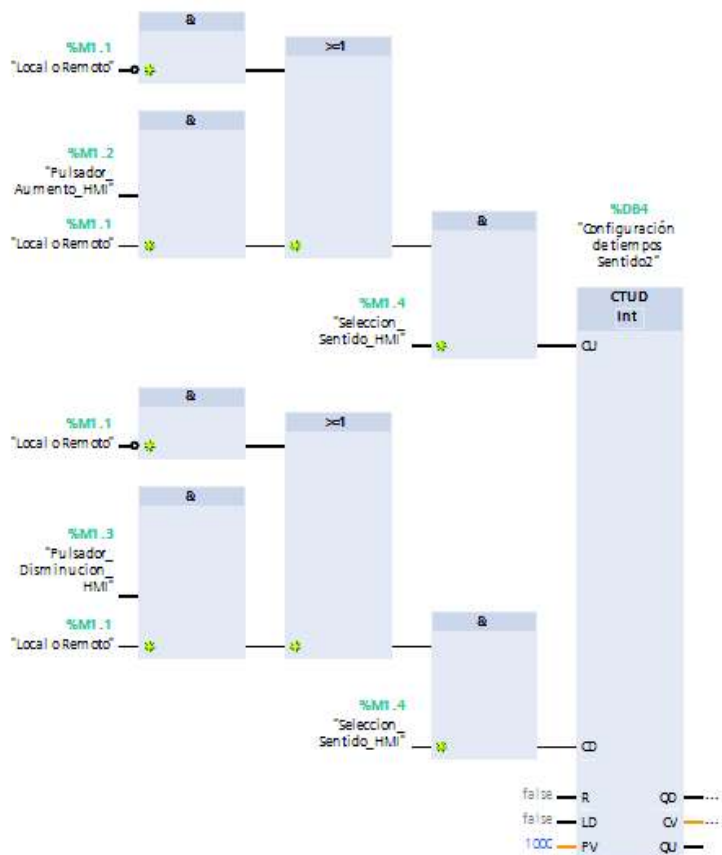 &
%M1.1
"Local o Remoto"
>=1
&
%M1.2
"Pulsador_
Aumento_HMI"
%M1.1
"Local o Remoto"
&
%M1.4
"Seleccion_
Sentido_HMI"
%DB4
"Configuración
de tiempos
Sentido2"
CTUD
Int
CU
&
%M1.1
"Local o Remoto"
>=1
&
%M1.3
"Pulsador_
Disminucion_
HMI"
%M1.1
"Local o Remoto"
&
%M1.4
"Seleccion_
Sentido_HMI"
CD
false R QD ...
false LD CV ...
1000 PV QU